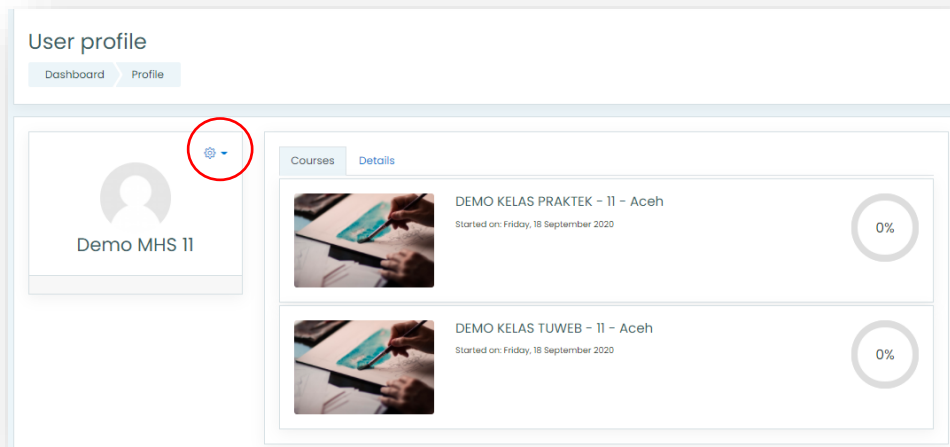 User profile
Dashboard Profile
Demo MHS 11
Courses Details
DEMO KELAS PRAKTEK - 11 - Aceh
Started on: Friday, 18 September 2020
0%
DEMO KELAS TUWEB - 11 - Aceh
Started on: Friday, 18 September 2020
0%